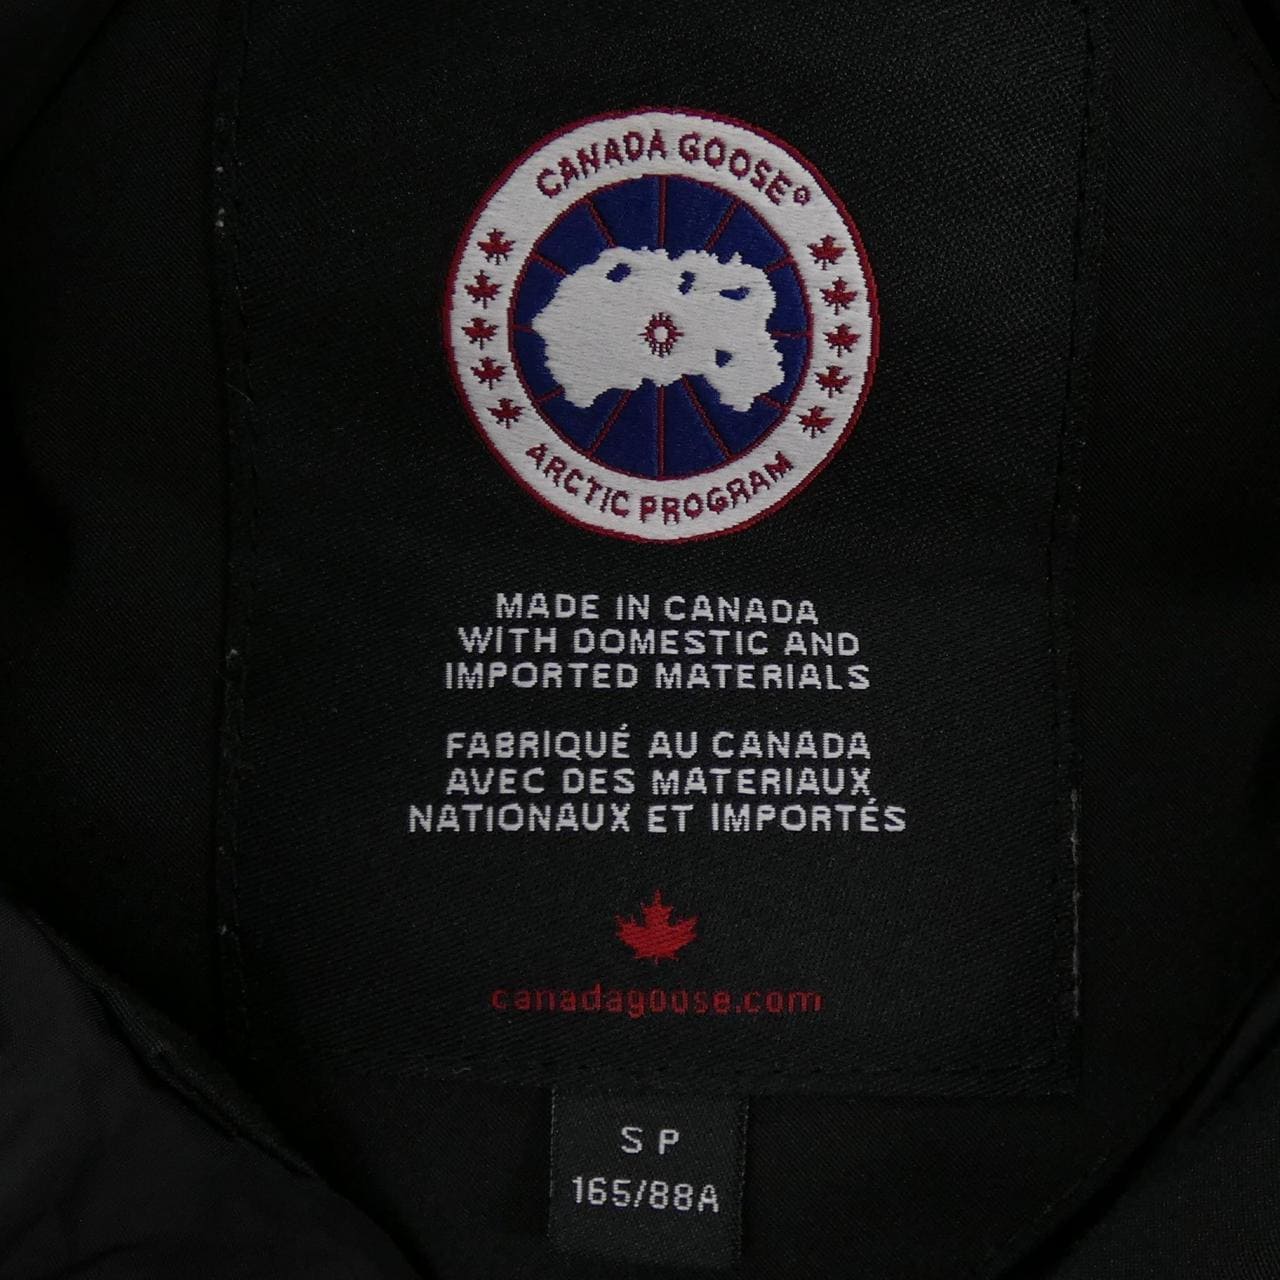 CANADA GOOSE®
ARCTIC PROGRAM
MADE IN CANADA
WITH DOMESTIC AND
IMPORTED MATERIALS
FABRIQUÉ AU CANADA
AVEC DES MATERIAUX
NATIONAUX ET IMPORTÉS
canadagoose.com
S P
165/88A